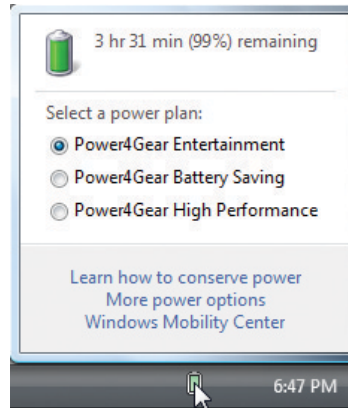 3 hr 31 min (99%) remaining
Select a power plan:
Power4Gear Entertainment
Power4Gear Battery Saving
Power4Gear High Performance
Learn how to conserve power
More power options
Windows Mobility Center
6:47 PM